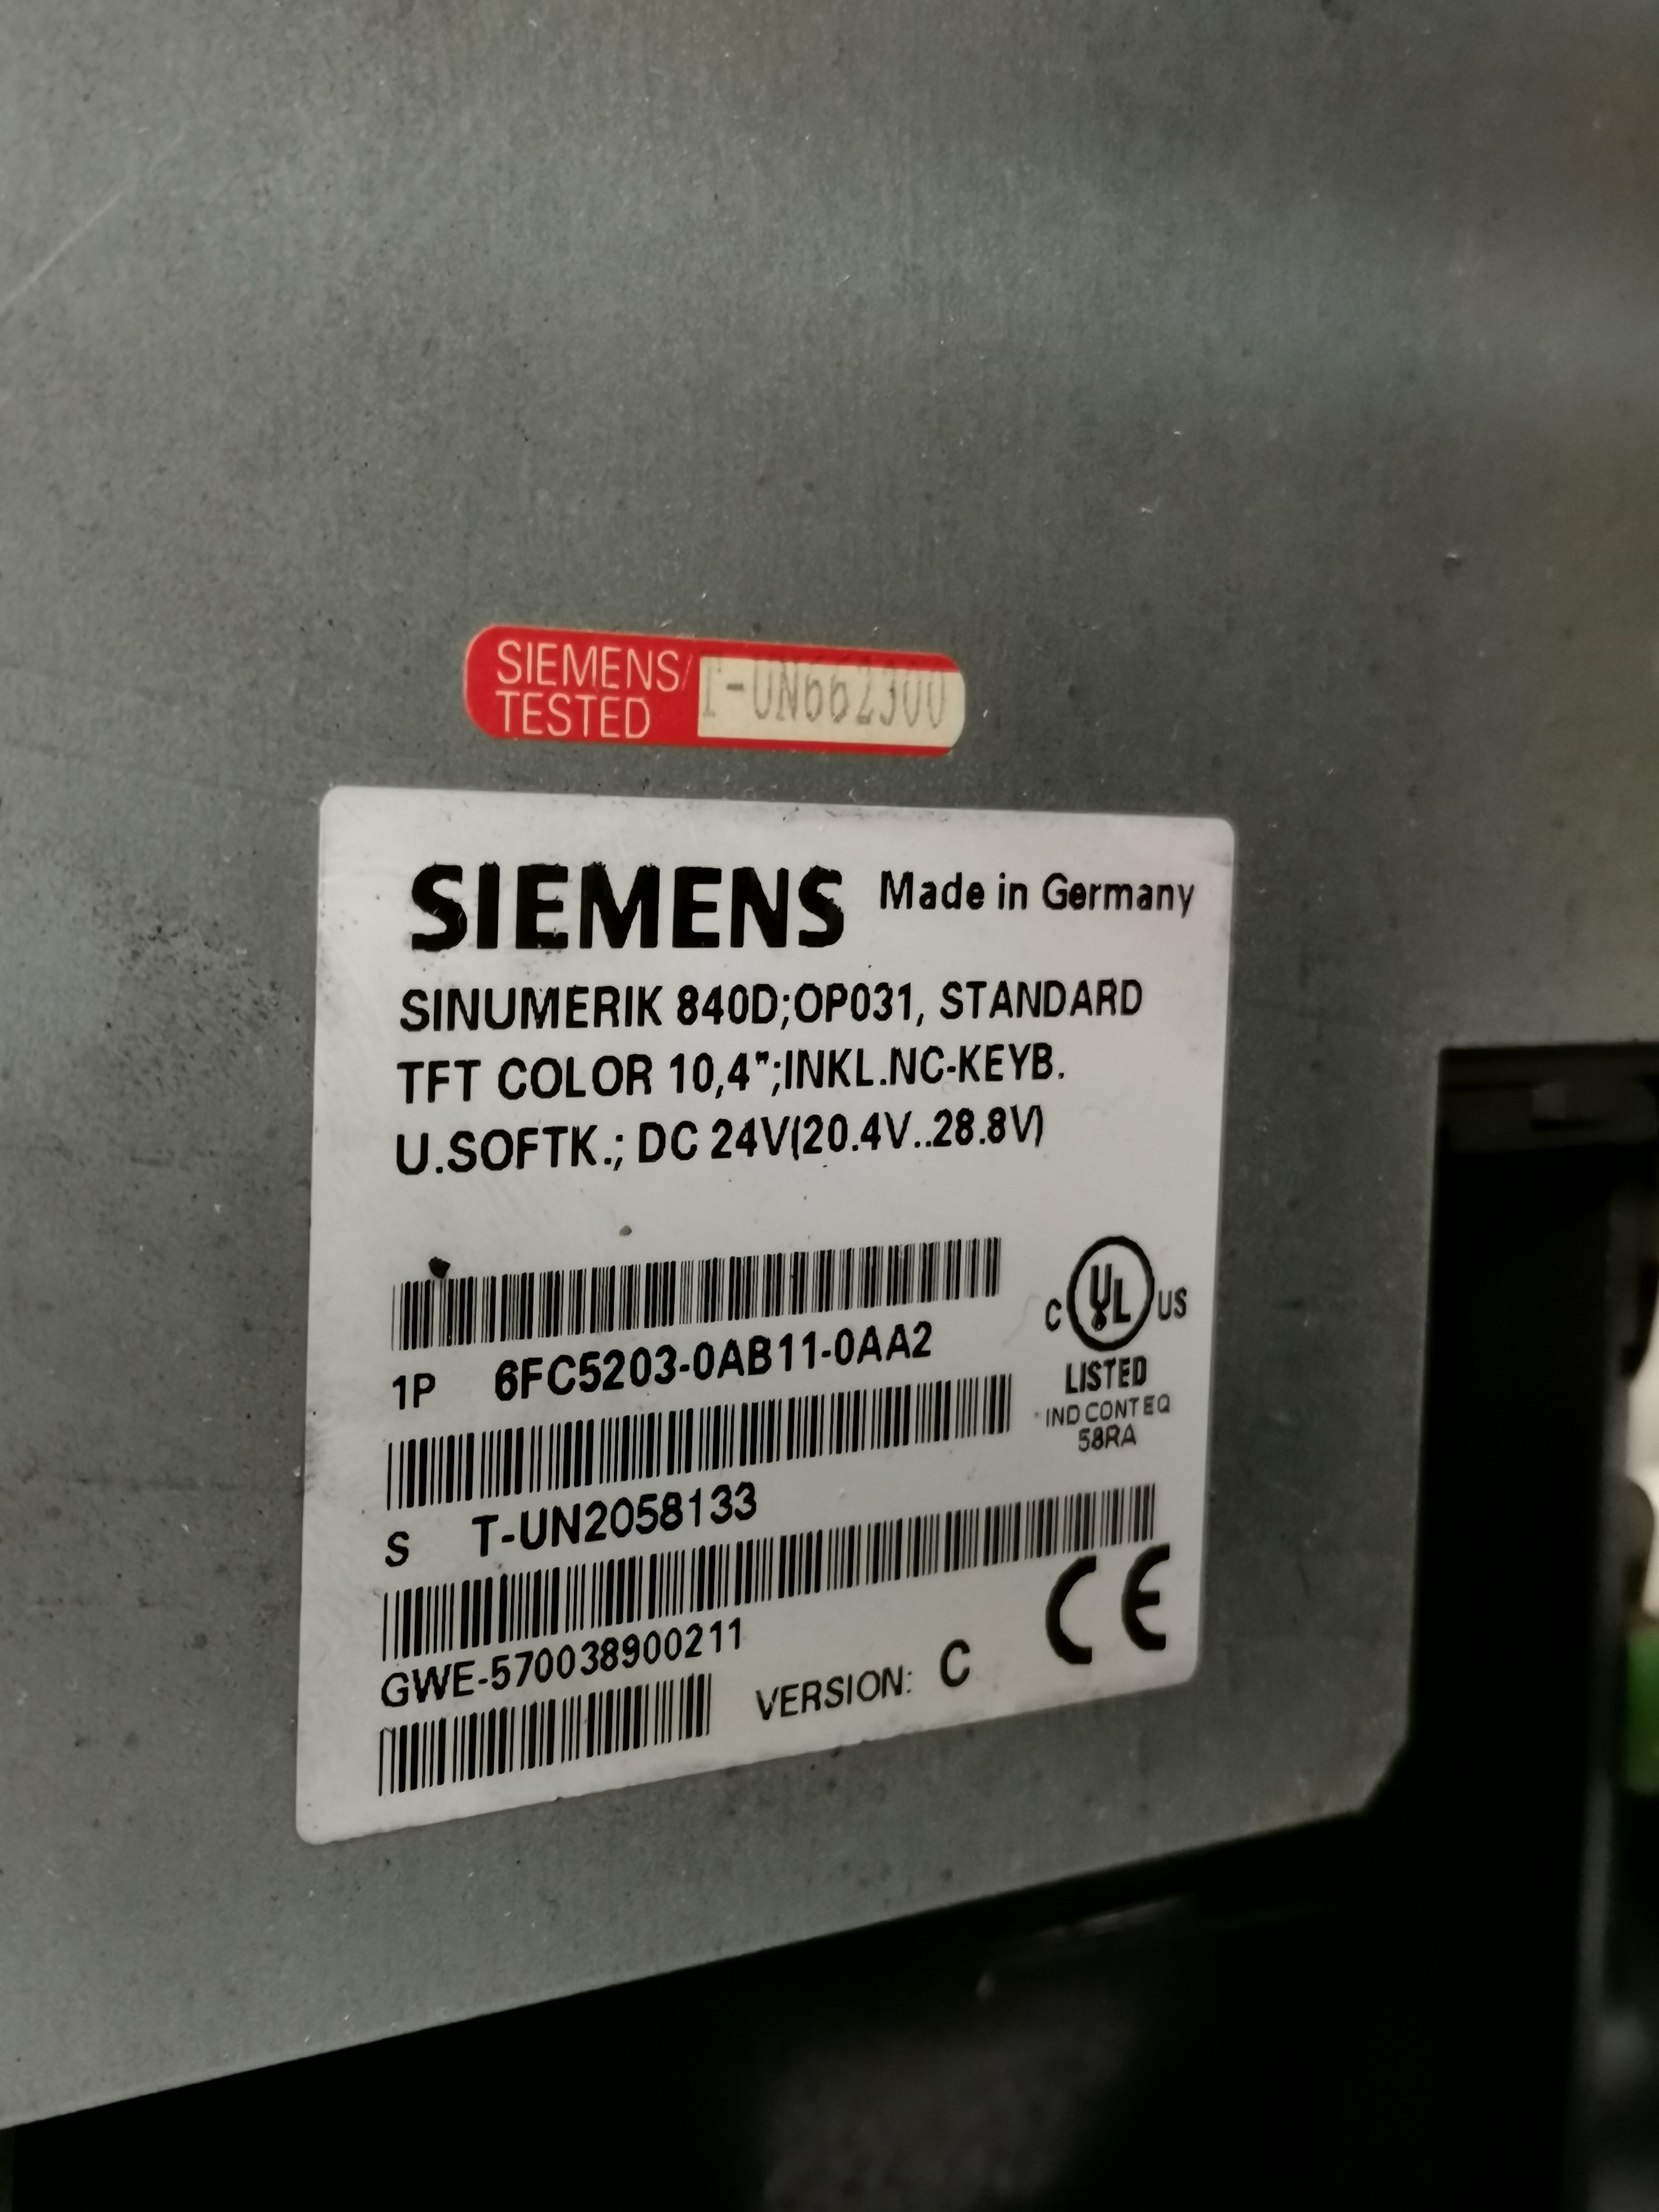 SIEMENS/
TESTED
T-UN662300
SIEMENS Made in Germany
SINUMERIK 840D;OP031, STANDARD
TFT COLOR 10,4";INKL.NC-KEYB.
U.SOFTK.; DC 24V(20.4V..28.8V)
1P 6FC5203-0AB11-0AA2
C UL US
LISTED
IND CONT EQ
58RA
S T-UN2058133
GWE-570038900211
VERSION: C
CE